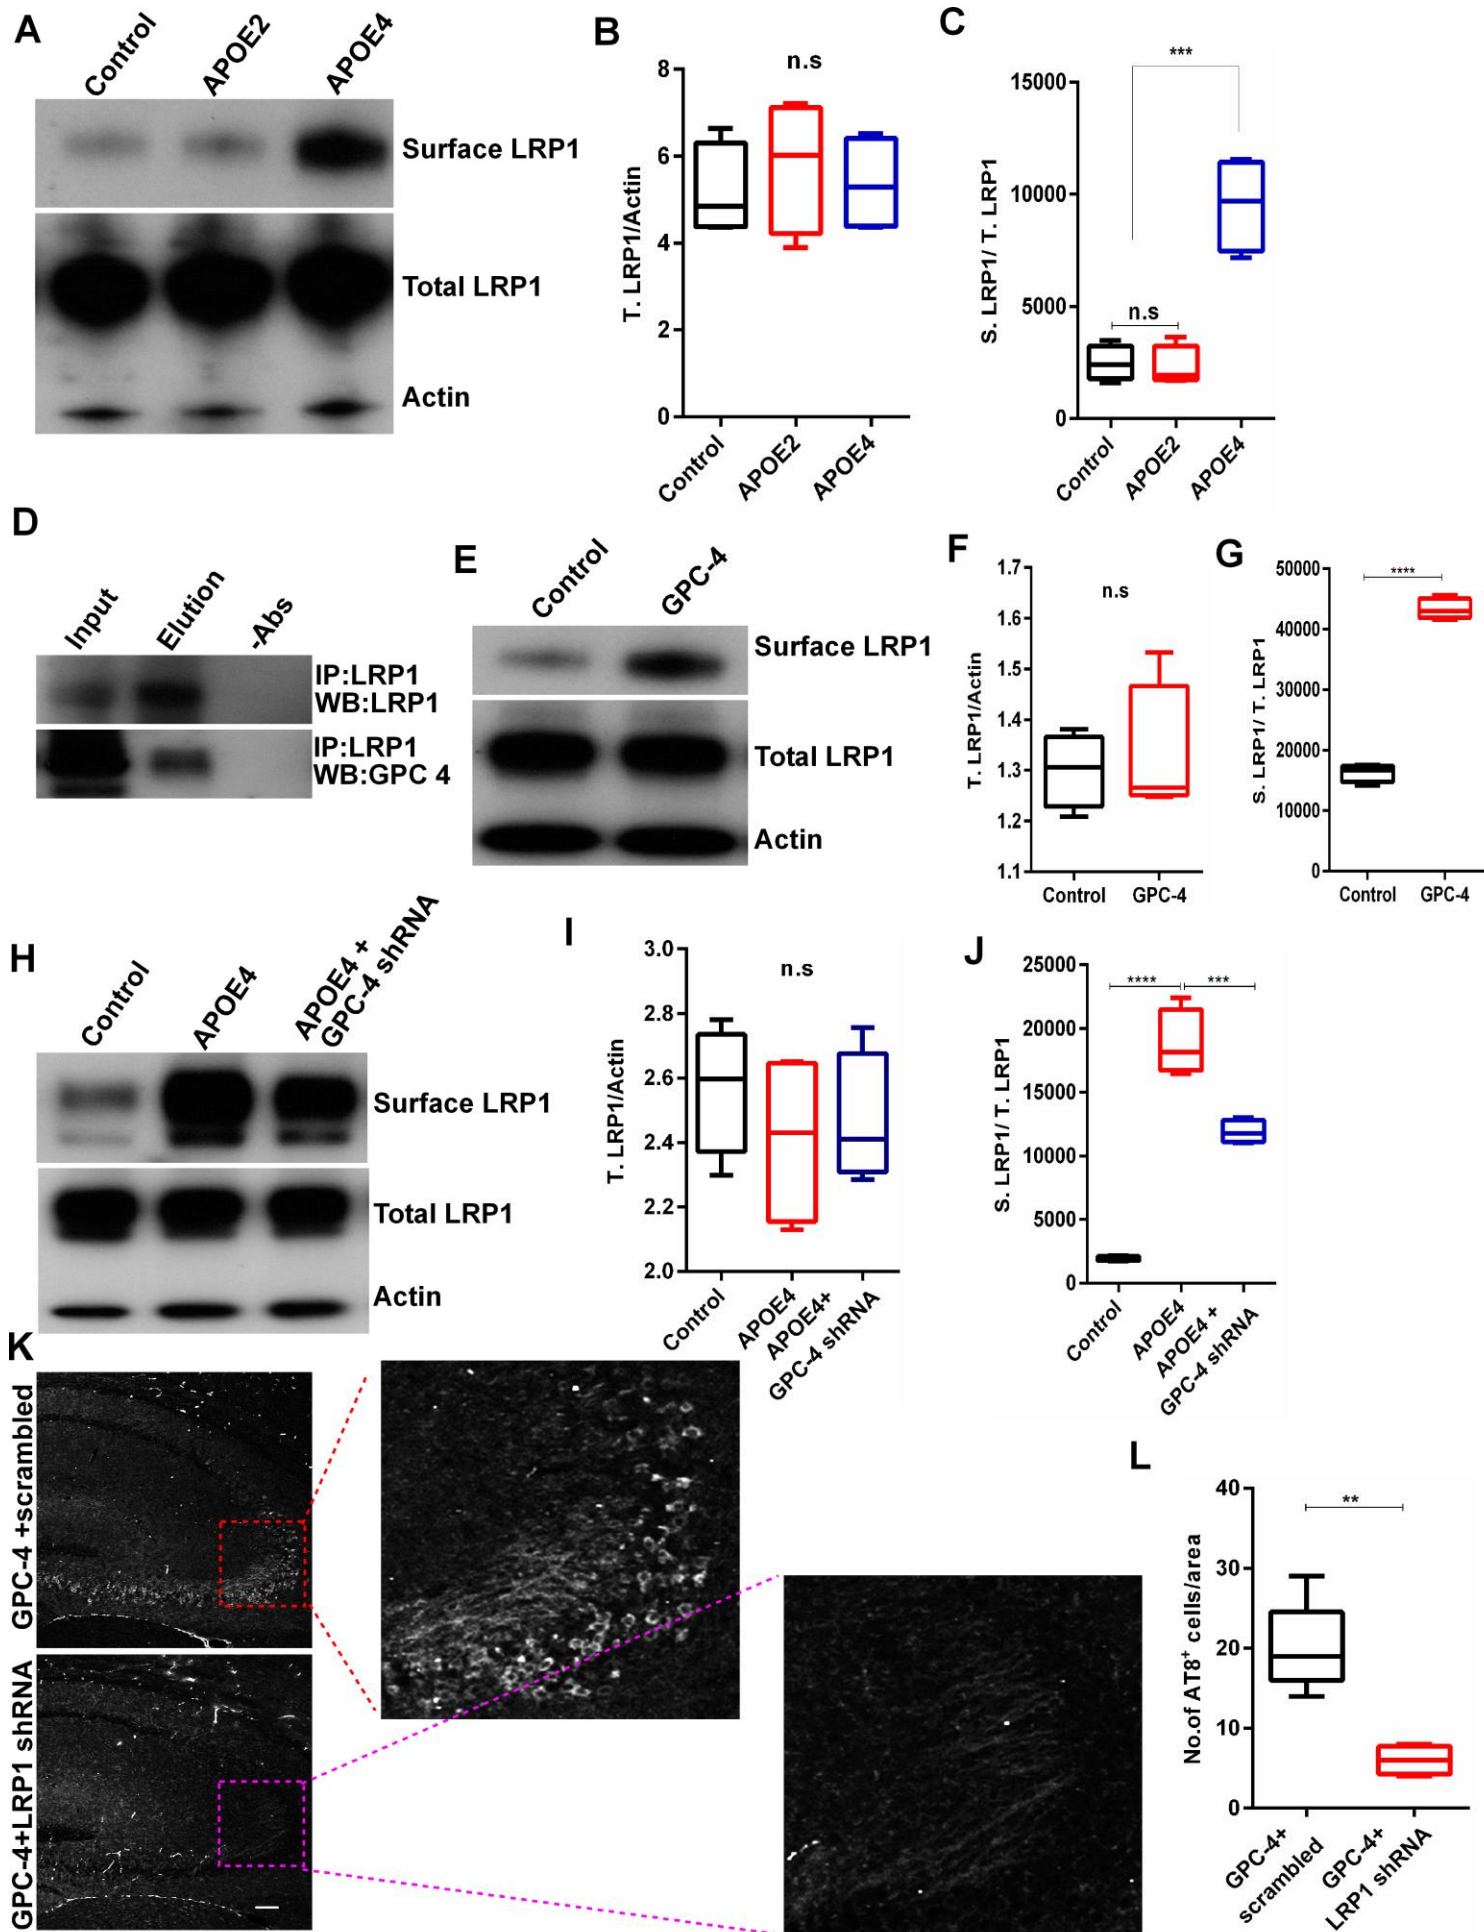 A
Control
APOE2
APOE4
Surface LRP1
Total LRP1
Actin
B
n.s
T. LRP1/Actin
8
6
4
2
0
Control
APOE2
APOE4
C
***
S. LRP1/ T. LRP1
15000
10000
5000
0
n.s
Control
APOE2
APOE4
D
Input
Elution
-Abs
IP:LRP1
WB:LRP1
IP:LRP1
WB:GPC 4
E
Control
GPC-4
Surface LRP1
Total LRP1
Actin
F
n.s
T. LRP1/Actin
1.7
1.6
1.5
1.4
1.3
1.2
1.1
Control
GPC-4
G
****
S. LRP1/ T. LRP1
50000
40000
30000
20000
10000
0
Control
GPC-4
H
Control
APOE4
APOE4 +
GPC-4 shRNA
Surface LRP1
Total LRP1
Actin
I
n.s
T. LRP1/Actin
3.0
2.8
2.6
2.4
2.2
2.0
Control
APOE4
APOE4+
GPC-4 shRNA
J
****
***
S. LRP1/ T. LRP1
25000
20000
15000
10000
5000
0
Control
APOE4
APOE4 +
GPC-4 shRNA
K
GPC-4 +scrambled
GPC-4+LRP1 shRNA
L
**
No.of AT8⁺ cells/area
40
30
20
10
0
GPC-4+
scrambled
GPC-4+
LRP1 shRNA